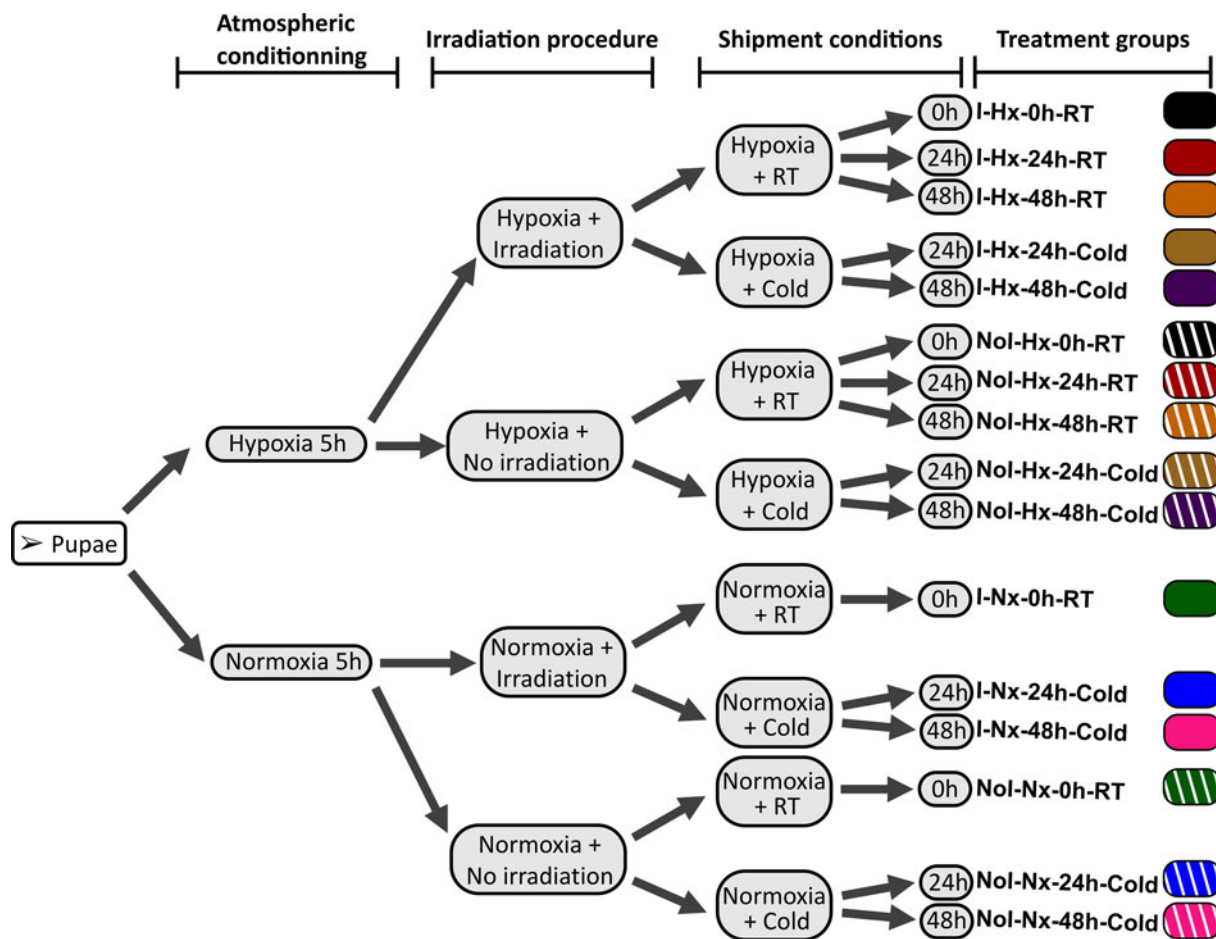 Atmospheric
conditionning
Irradiation procedure
Shipment conditions
Treatment groups
Hypoxia
+ RT
0h
I-Hx-0h-RT
24h
I-Hx-24h-RT
48h
I-Hx-48h-RT
Hypoxia +
Irradiation
Hypoxia
+ Cold
24h
I-Hx-24h-Cold
48h
I-Hx-48h-Cold
Hypoxia 5h
Hypoxia +
No irradiation
Hypoxia
+ RT
0h
NoI-Hx-0h-RT
24h
NoI-Hx-24h-RT
48h
NoI-Hx-48h-RT
Hypoxia
+ Cold
24h
NoI-Hx-24h-Cold
48h
NoI-Hx-48h-Cold
➢ Pupae
Normoxia 5h
Normoxia +
Irradiation
Normoxia
+ RT
0h
I-Nx-0h-RT
Normoxia
+ Cold
24h
I-Nx-24h-Cold
48h
I-Nx-48h-Cold
Normoxia +
No irradiation
Normoxia
+ RT
0h
NoI-Nx-0h-RT
Normoxia
+ Cold
24h
NoI-Nx-24h-Cold
48h
NoI-Nx-48h-Cold